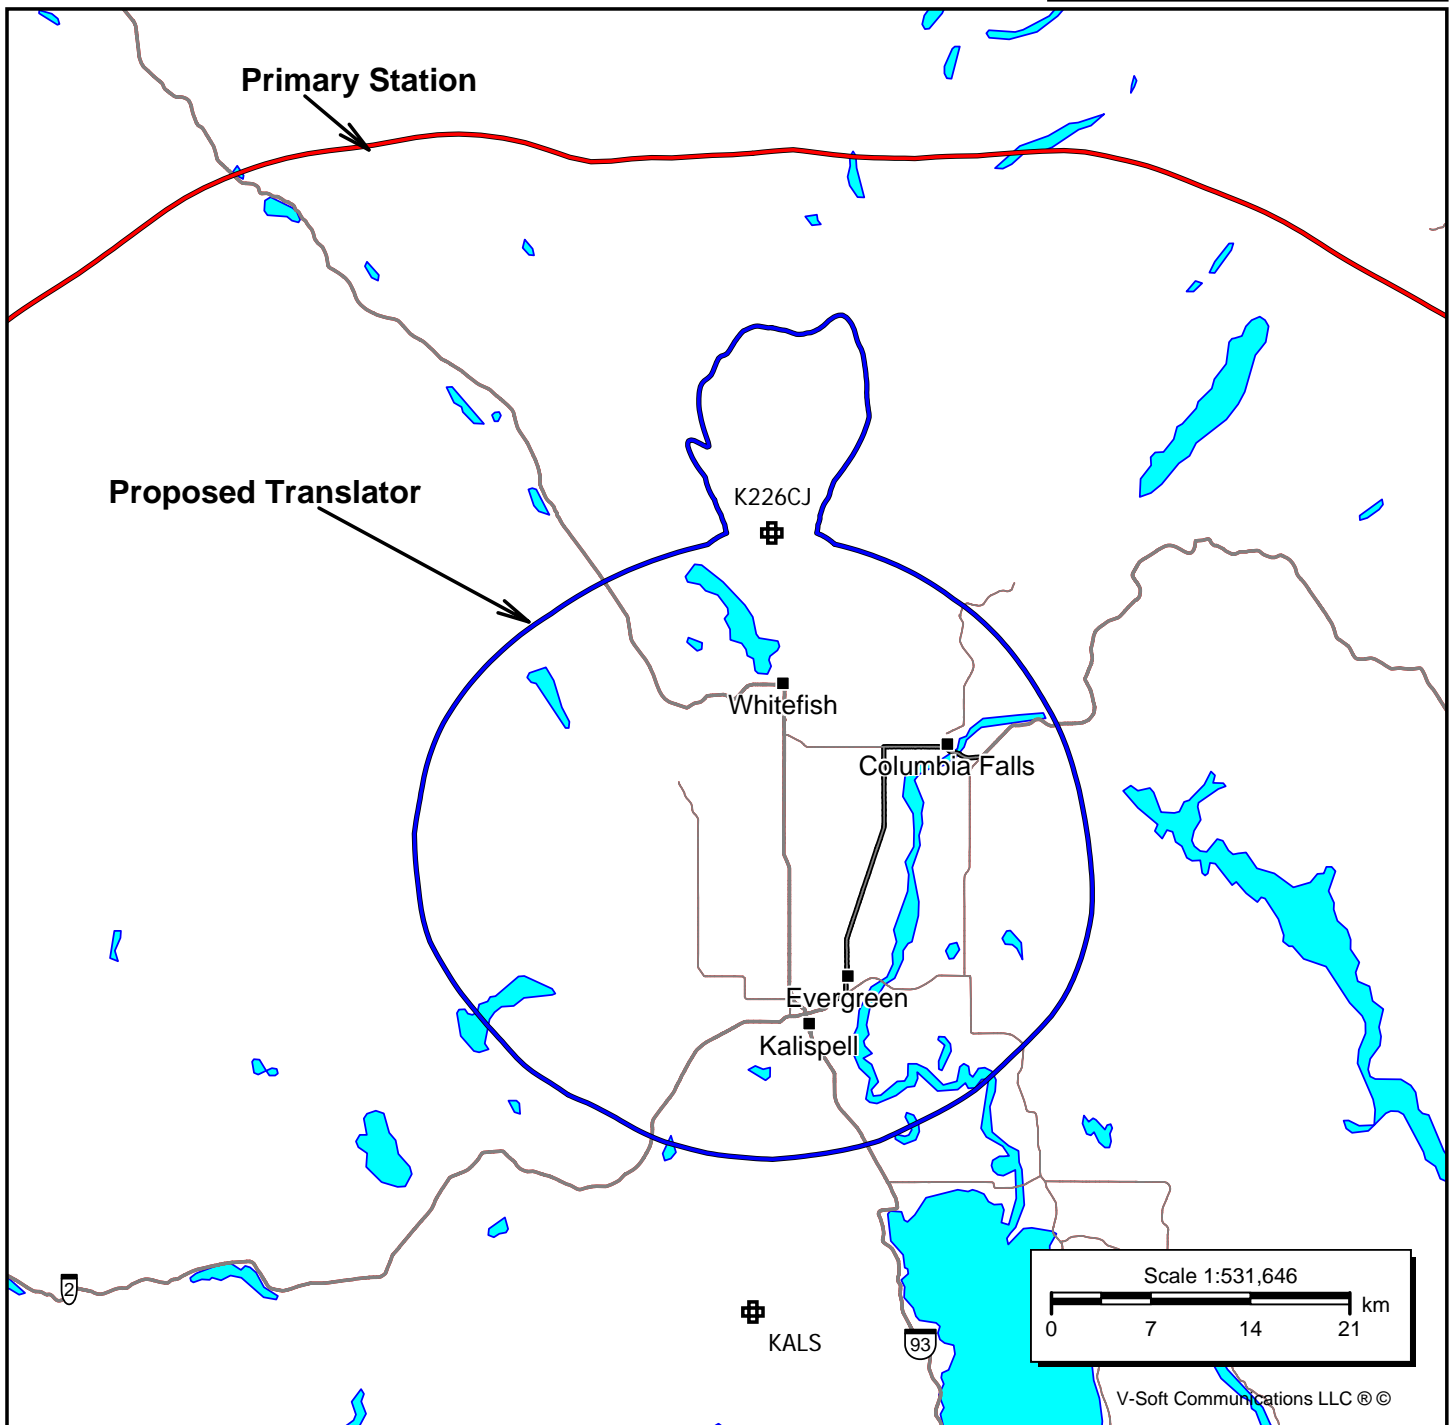 Primary Station
Proposed Translator
K226CJ
Whitefish
Columbia Falls
Evergreen
Kalispell
2
KALS
93
Scale 1:531,646
km
0 7 14 21
V-Soft Communications LLC ® ©